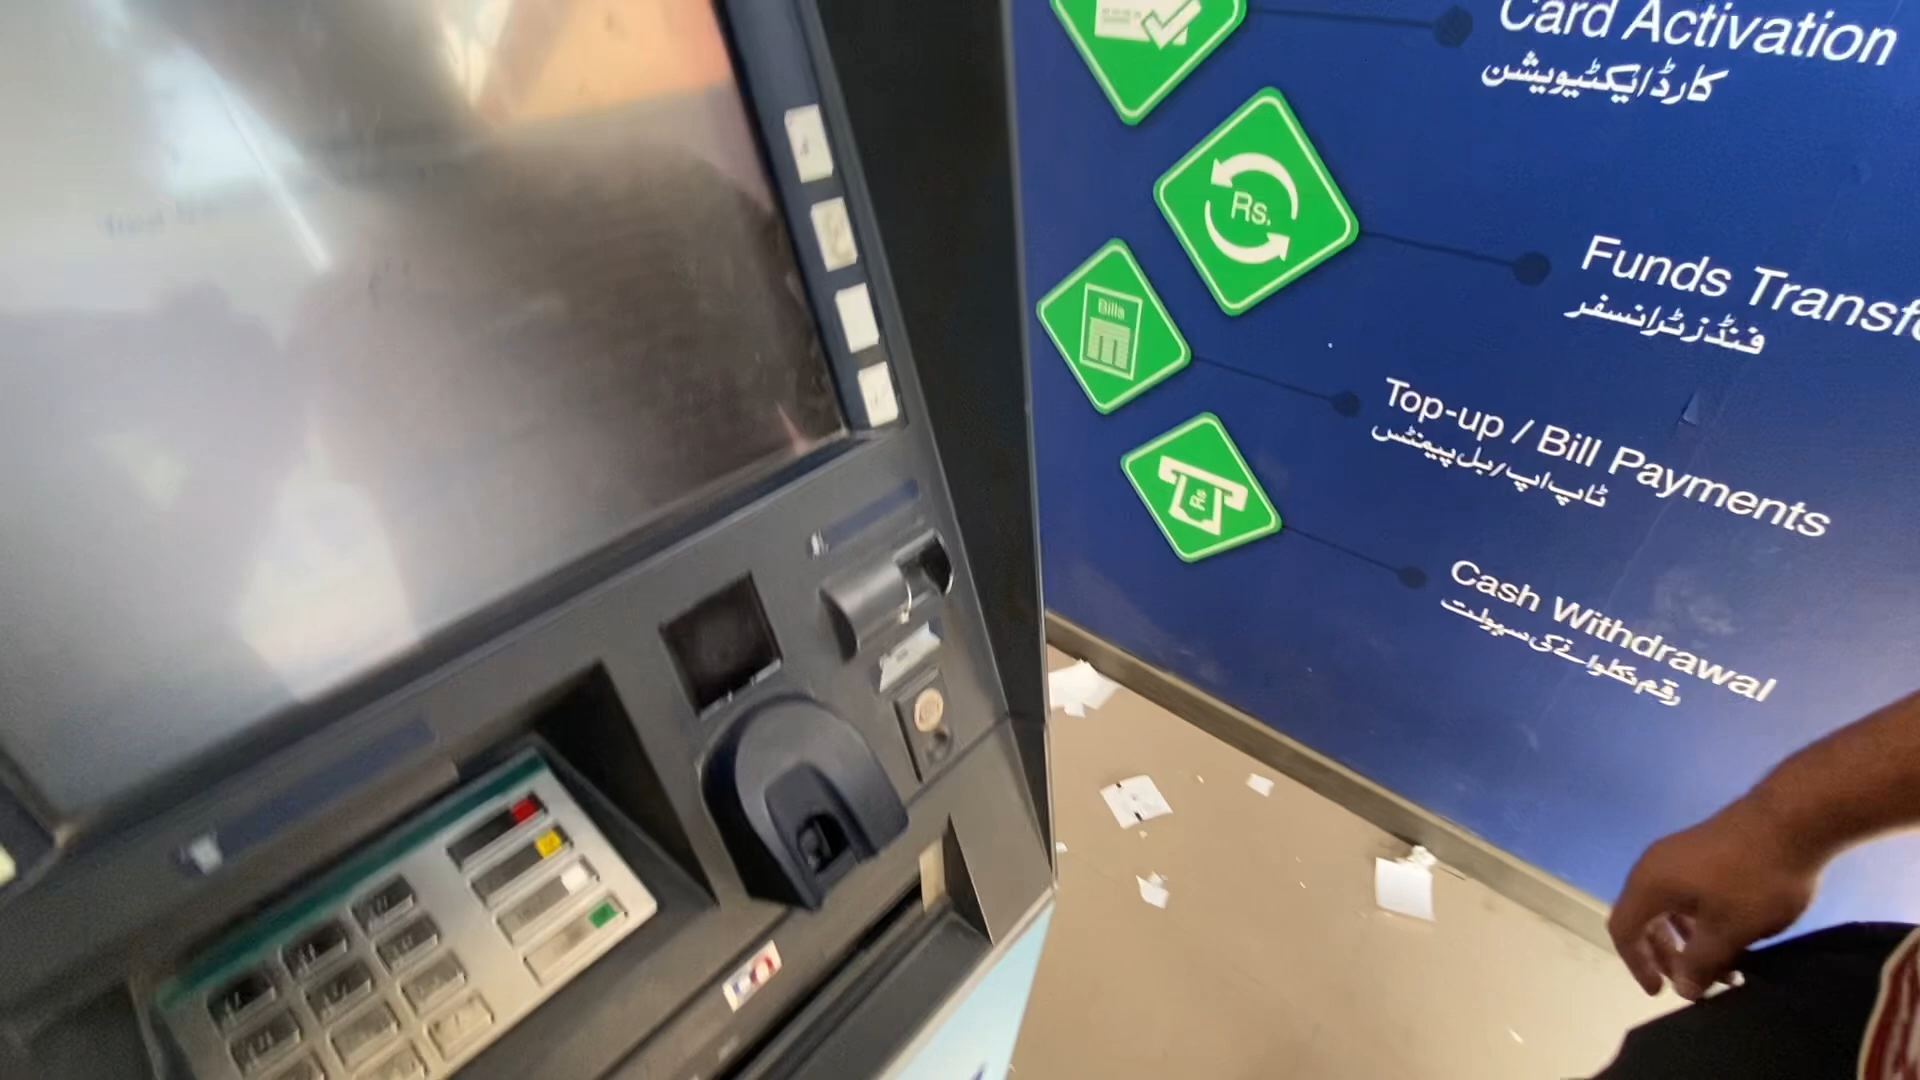 Card Activation
کارڈ ایکٹیویشن
Rs.
Funds Transfe
فنڈز ٹرانسفر
Bills
Top-up / Bill Payments
ٹاپ اپ / بل پیمنٹس
Rs
Cash Withdrawal
رقم نکلوانے کی سہولت